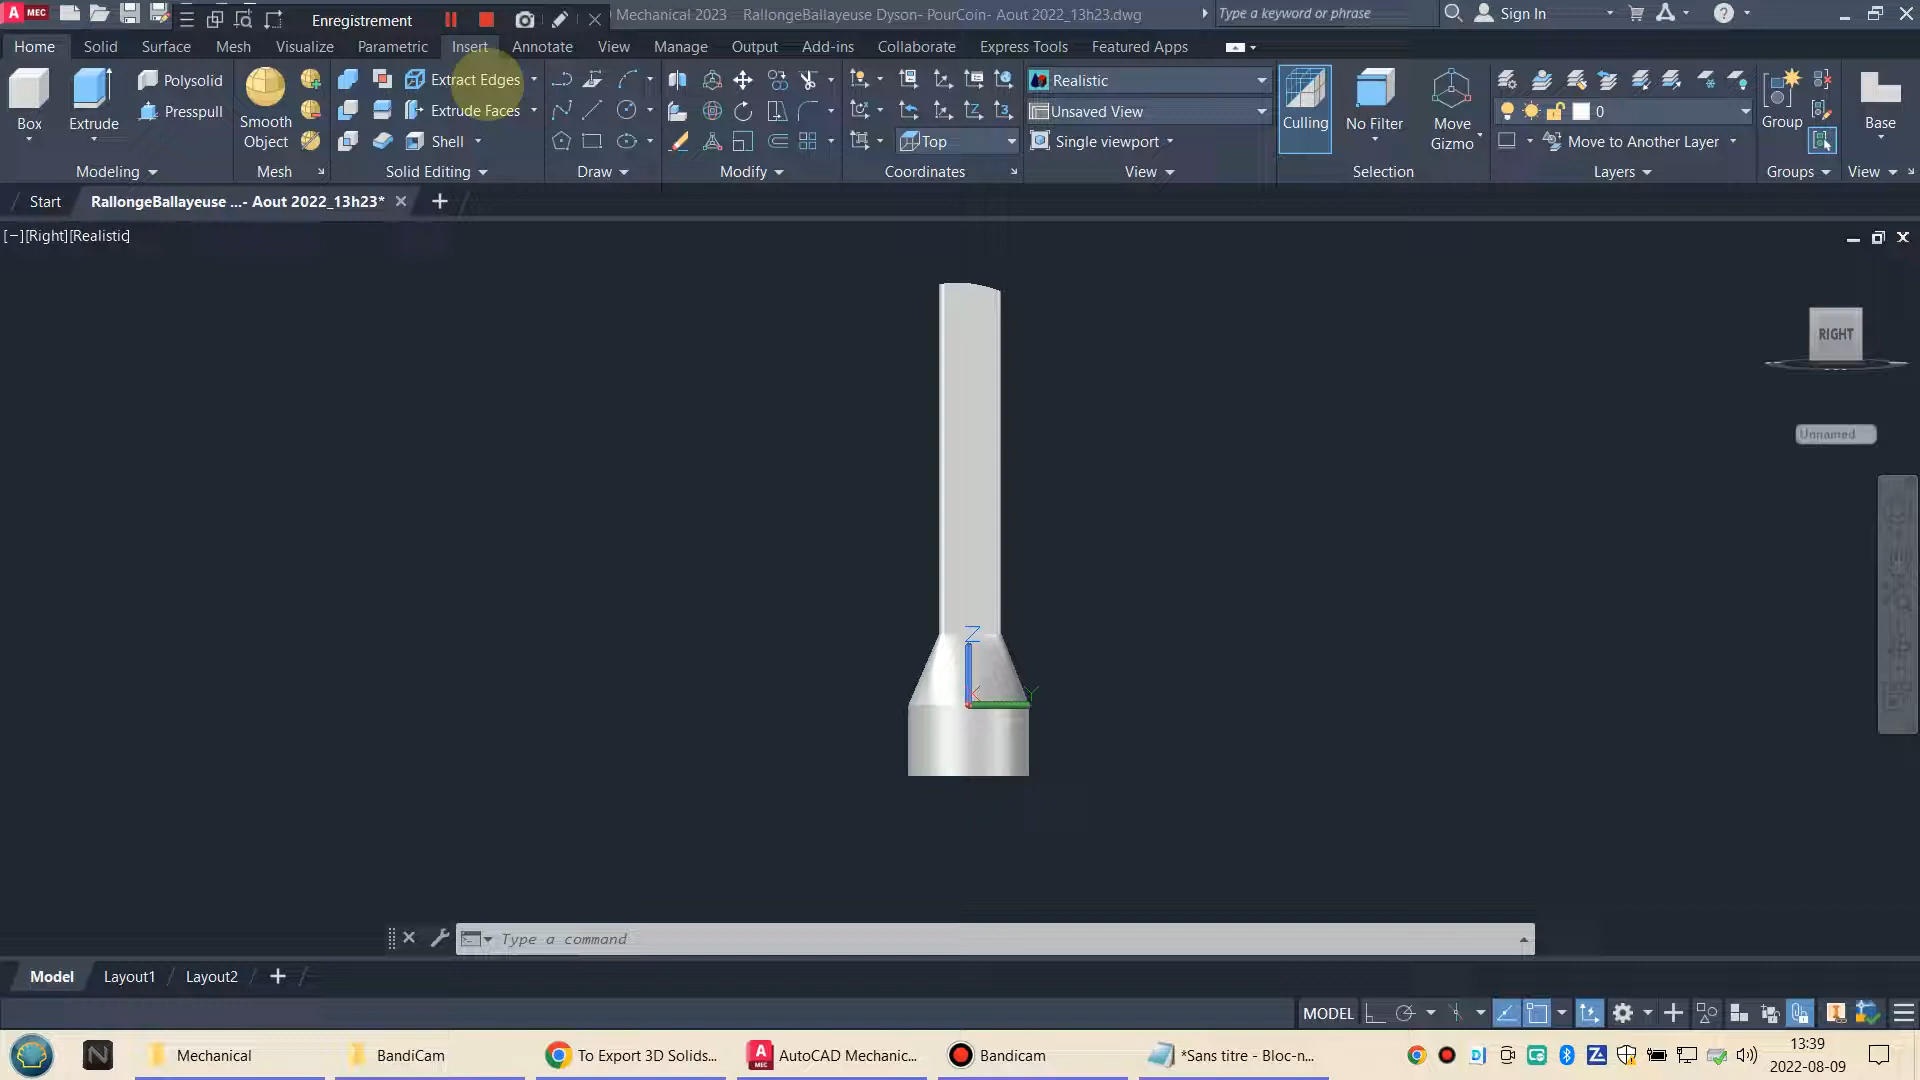 A MEC
Enregistrement
Mechanical 2023 RallongeBallayeuse Dyson- PourCoin- Aout 2022_13h23.dwg
Type a keyword or phrase
Sign In
Home Solid Surface Mesh Visualize Parametric Insert Annotate View Manage Output Add-ins Collaborate Express Tools Featured Apps
Box
Extrude
Polysolid
Presspull
Smooth
Object
Extract Edges
Extrude Faces
Shell
Realistic
Unsaved View
Top
Single viewport
Culling
No Filter
Move
Gizmo
0
Move to Another Layer
Group
Base
Modeling Mesh Solid Editing Draw Modify Coordinates View Selection Layers Groups View
Start RallongeBallayeuse ...- Aout 2022_13h23*
[−][Right][Realistic]
RIGHT
Unnamed
Z
Y
Type a command
Model Layout1 Layout2
MODEL
Mechanical
BandiCam
To Export 3D Solids...
AutoCAD Mechanic...
Bandicam
*Sans titre - Bloc-n...
13:39
2022-08-09